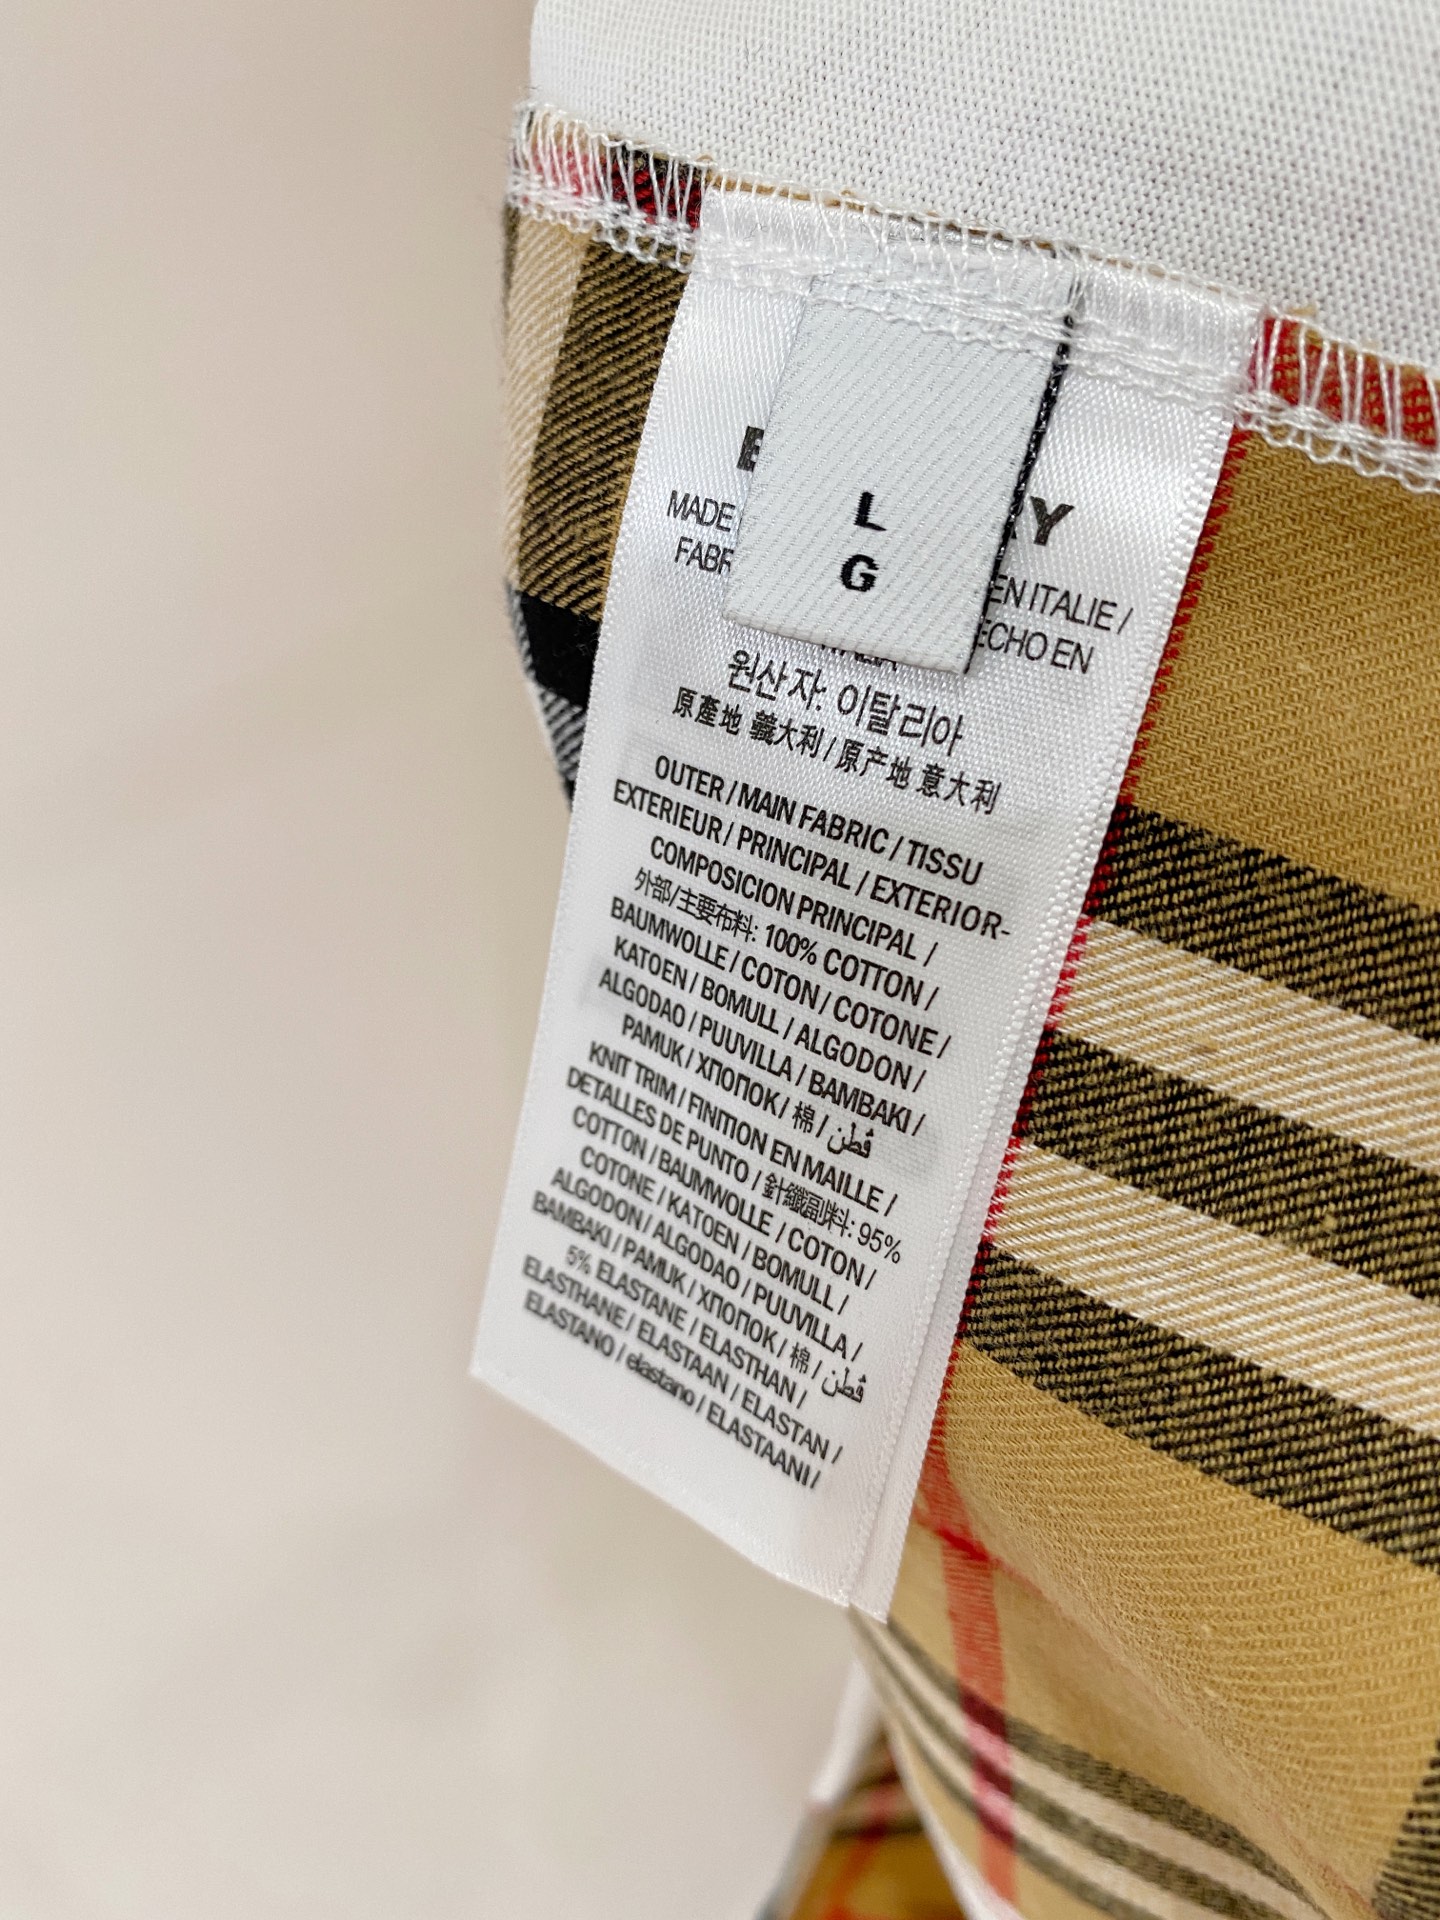 L
G
RY
MADE
FABR EN ITALIE /
ECHO EN
원산자: 이탈리아
原產地 義大利 / 原产地 意大利
OUTER / MAIN FABRIC / TISSU
EXTERIEUR / PRINCIPAL / EXTERIOR-
COMPOSICION PRINCIPAL /
外部/主要布料: 100% COTTON /
BAUMWOLLE / COTON / COTONE /
KATOEN / BOMULL / ALGODON /
ALGODAO / PUUVILLA / BAMBAKI /
PAMUK / ХПОПОК / 棉 / قطن
KNIT TRIM / FINITION EN MAILLE /
DETALLES DE PUNTO / 針纖副料: 95%
COTTON / BAUMWOLLE / COTON /
COTONE / KATOEN / BOMULL /
ALGODON / ALGODAO / PUUVILLA /
BAMBAKI / PAMUK / ХПОПОК / 棉 / قطن
5% ELASTANE / ELASTHAN /
ELASTHANE / ELASTAAN / ELASTAN /
ELASTANO / elastano / ELASTAANI /